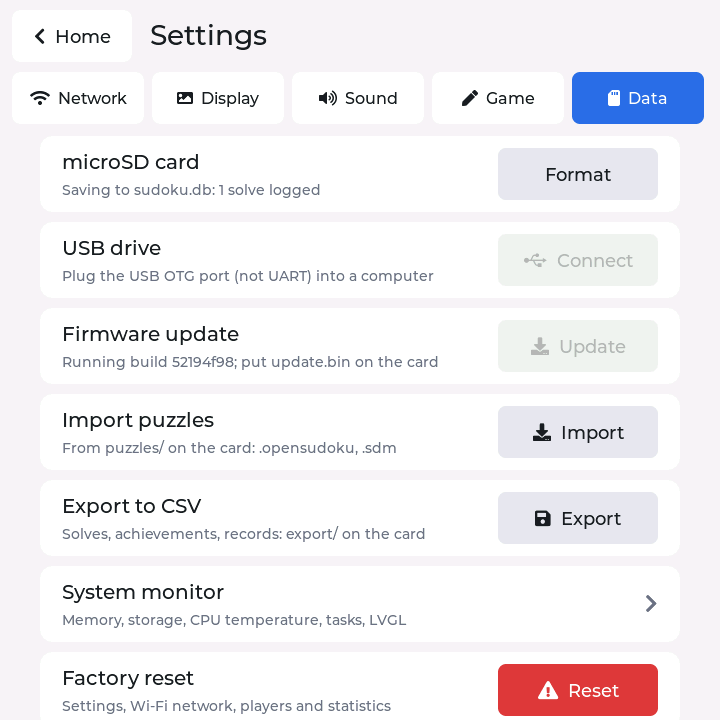 Home
Settings
Network
Display
Sound
Game
Data
microSD card
Saving to sudoku.db: 1 solve logged
Format
USB drive
Plug the USB OTG port (not UART) into a computer
Connect
Firmware update
Running build 52194f98; put update.bin on the card
Update
Import puzzles
From puzzles/ on the card: .opensudoku, .sdm
Import
Export to CSV
Solves, achievements, records: export/ on the card
Export
System monitor
Memory, storage, CPU temperature, tasks, LVGL
Factory reset
Settings, Wi-Fi network, players and statistics
Reset